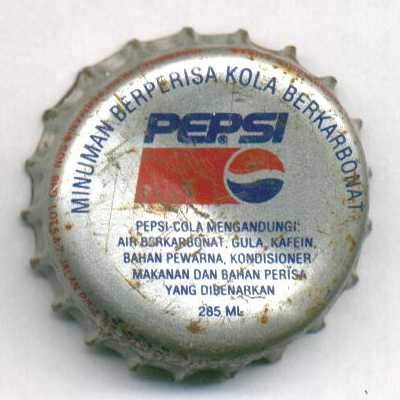 MINUMAN BERPERISA KOLA BERKARBONAT
PEPSI
PEPSI-COLA MENGANDUNGI:
AIR BERKARBONAT, GULA, KAFEIN,
BAHAN PEWARNA, KONDISIONER
MAKANAN DAN BAHAN PERISA
YANG DIBENARKAN
285 ML